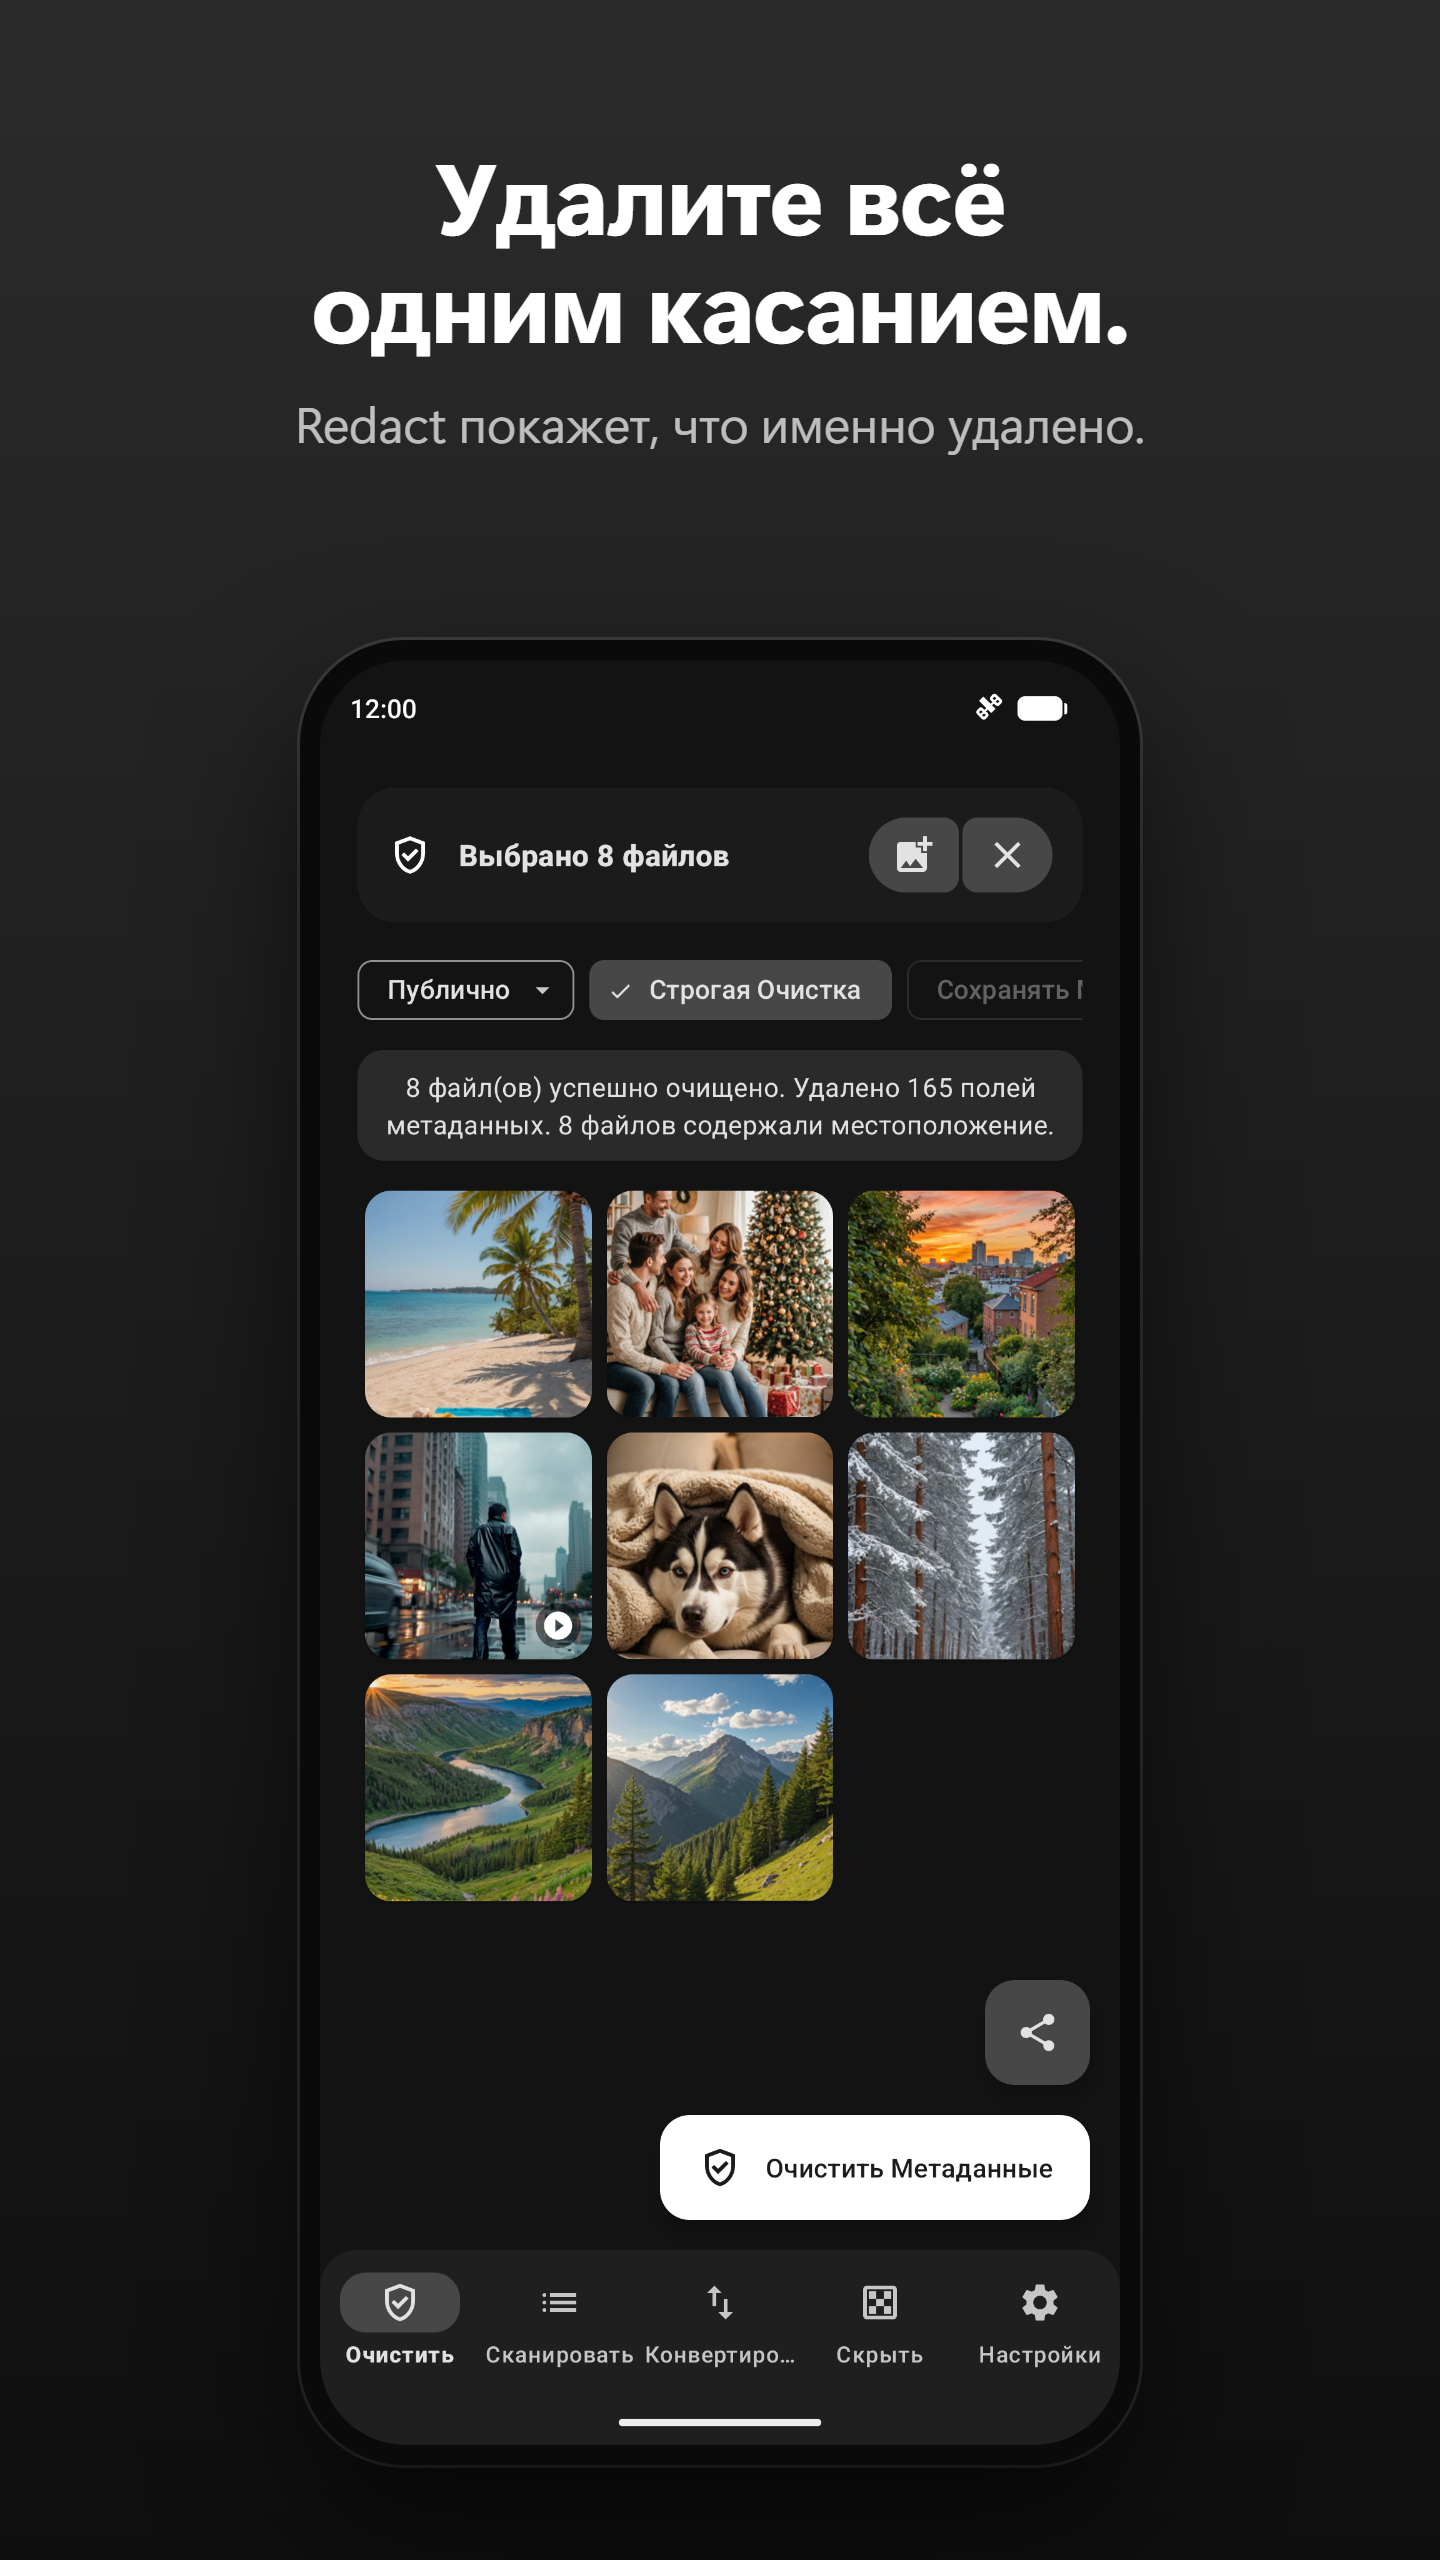 Удалите всё
одним касанием.
Redact покажет, что именно удалено.
12:00
Выбрано 8 файлов
Публично
Строгая Очистка
Сохранять
8 файл(ов) успешно очищено. Удалено 165 полей
метаданных. 8 файлов содержали местоположение.
Очистить Метаданные
Очистить
Сканировать
Конвертиро...
Скрыть
Настройки